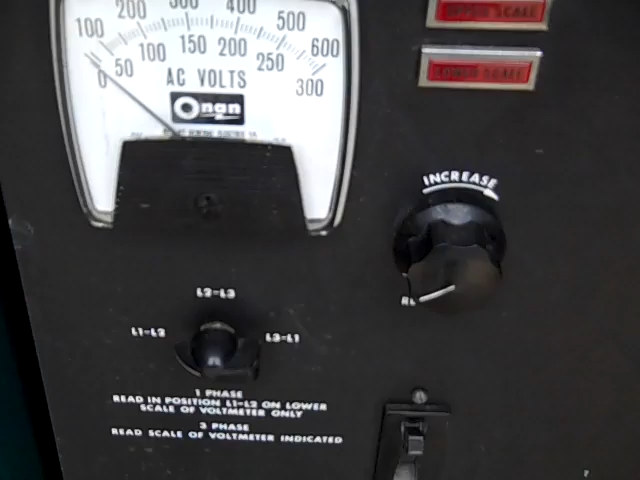 100 200 300 400 500 600
0 50 100 150 200 250 300
AC VOLTS
Onan
UPPER SCALE
LOWER SCALE
INCREASE
L2-L3
L1-L2
L3-L1
1 PHASE
READ IN POSITION L1-L2 ON LOWER
SCALE OF VOLTMETER ONLY
3 PHASE
READ SCALE OF VOLTMETER INDICATED